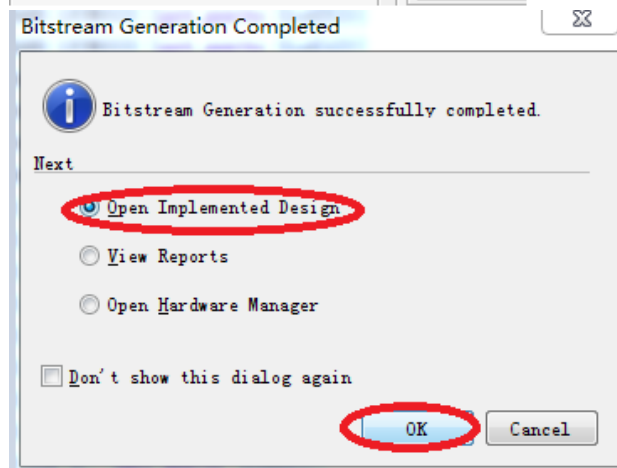 Bitstream Generation Completed
Bitstream Generation successfully completed.
Next
Open Implemented Design
View Reports
Open Hardware Manager
Don't show this dialog again
OK
Cancel